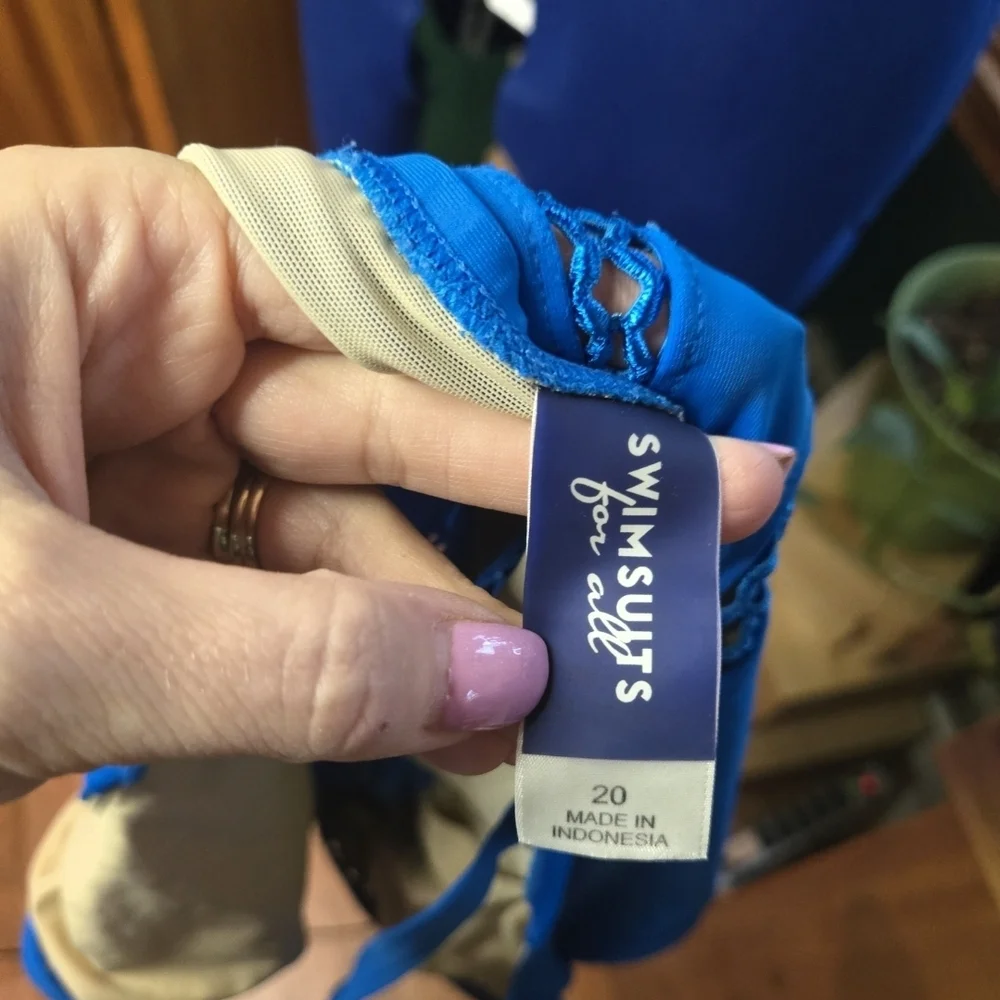 SWIMSUITS
for all
20
MADE IN
INDONESIA